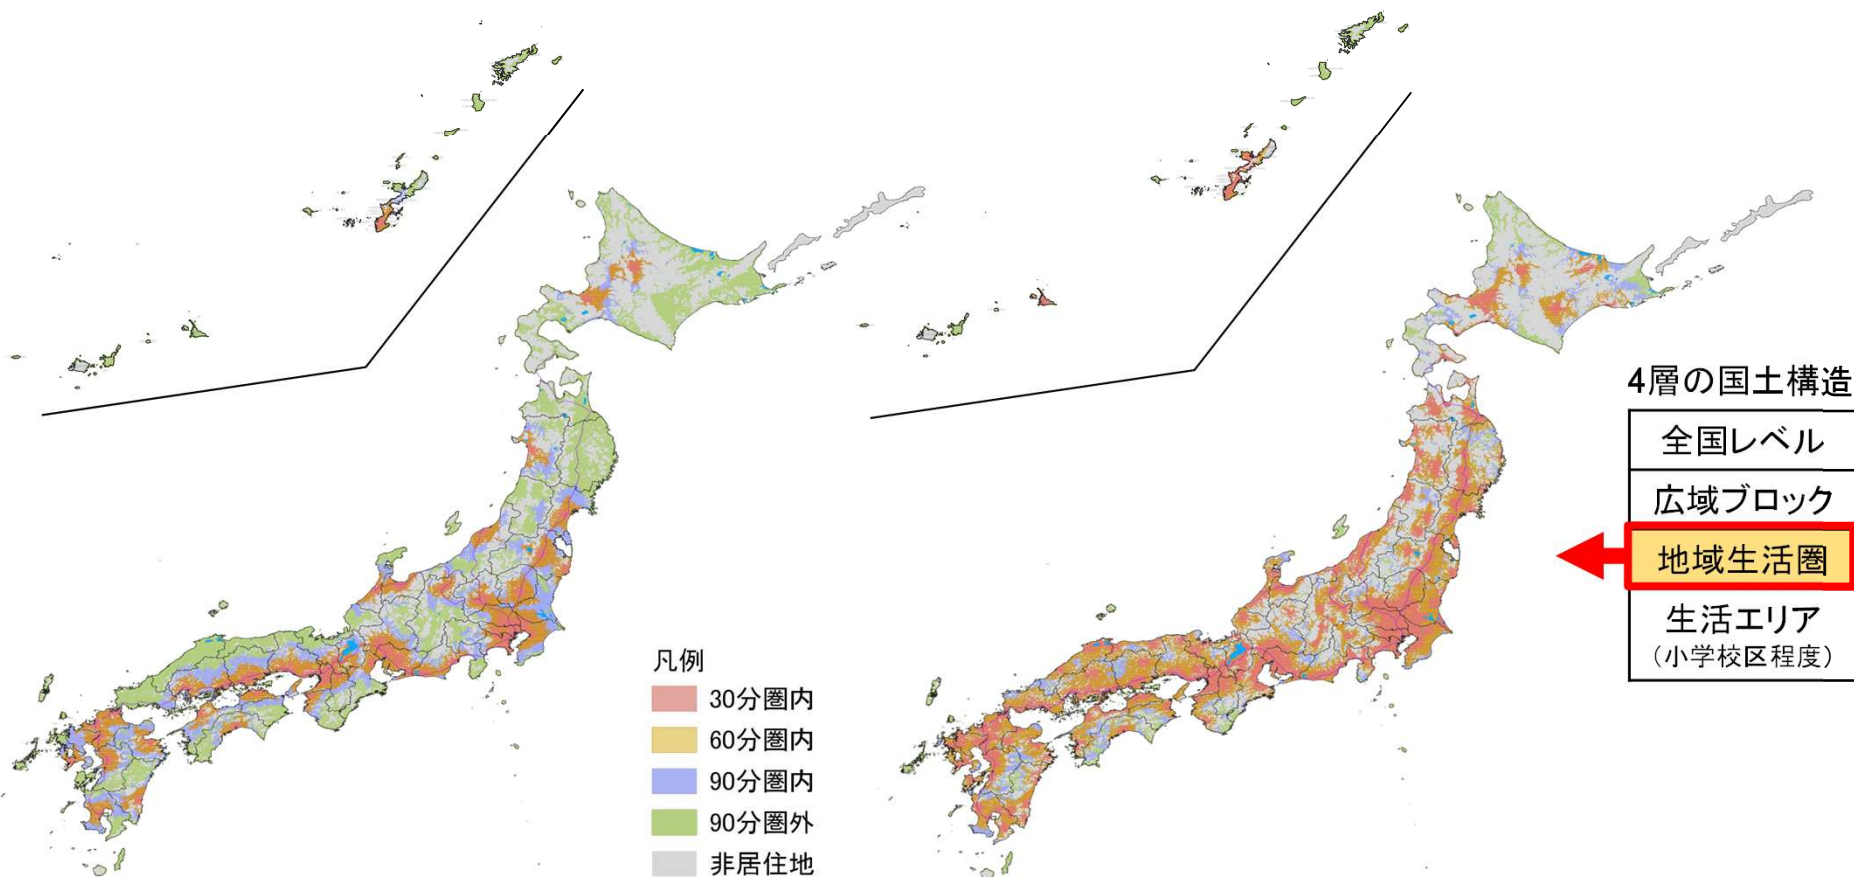 凡例
30分圏内
60分圏内
90分圏内
90分圏外
非居住地
4層の国土構造
全国レベル
広域ブロック
地域生活圏
生活エリア
（小学校区程度）